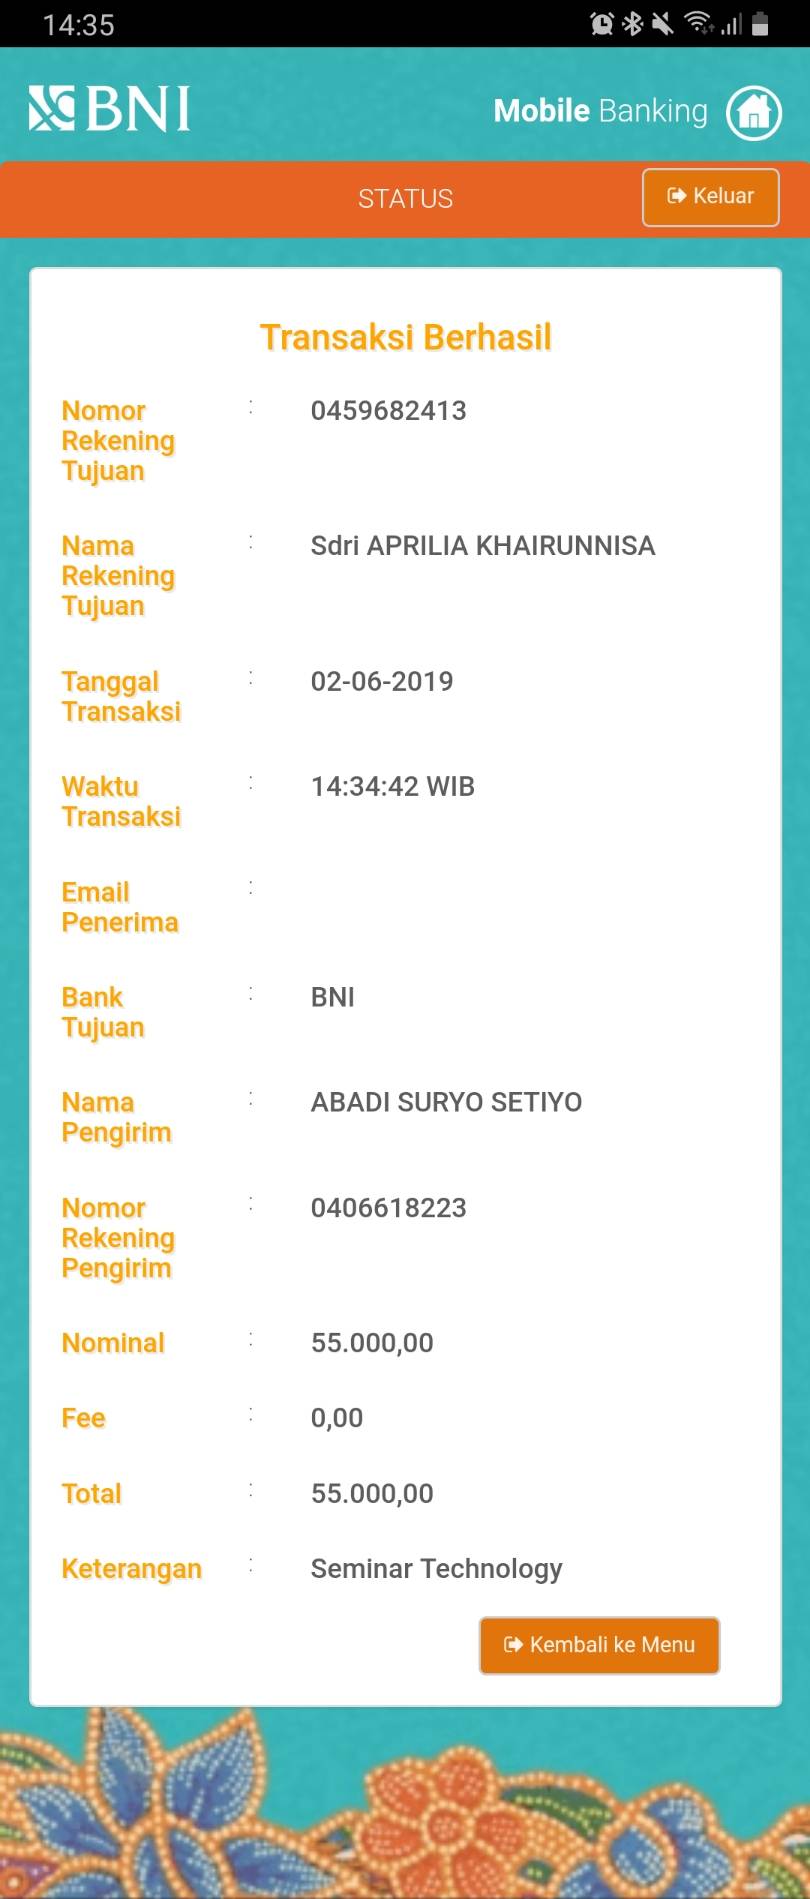 14:35
BNI
Mobile Banking
STATUS
Keluar
Transaksi Berhasil
Nomor : 0459682413
Rekening
Tujuan
Nama : Sdri APRILIA KHAIRUNNISA
Rekening
Tujuan
Tanggal : 02-06-2019
Transaksi
Waktu : 14:34:42 WIB
Transaksi
Email :
Penerima
Bank : BNI
Tujuan
Nama : ABADI SURYO SETIYO
Pengirim
Nomor : 0406618223
Rekening
Pengirim
Nominal : 55.000,00
Fee : 0,00
Total : 55.000,00
Keterangan : Seminar Technology
Kembali ke Menu